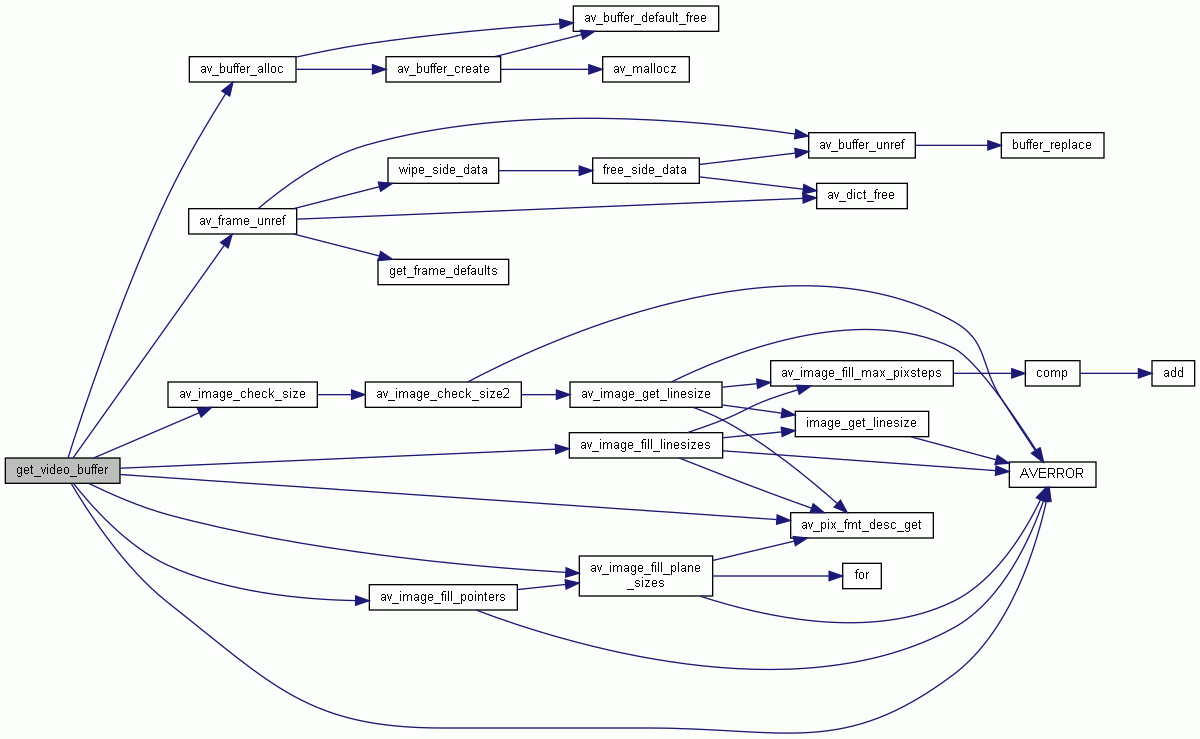 av_buffer_default_free
av_buffer_alloc
av_buffer_create
av_mallocz
av_buffer_unref
buffer_replace
wipe_side_data
free_side_data
av_dict_free
av_frame_unref
get_frame_defaults
av_image_fill_max_pixsteps
comp
add
av_image_check_size
av_image_check_size2
av_image_get_linesize
image_get_linesize
av_image_fill_linesizes
get_video_buffer
AVERROR
av_pix_fmt_desc_get
av_image_fill_plane
_sizes
for
av_image_fill_pointers